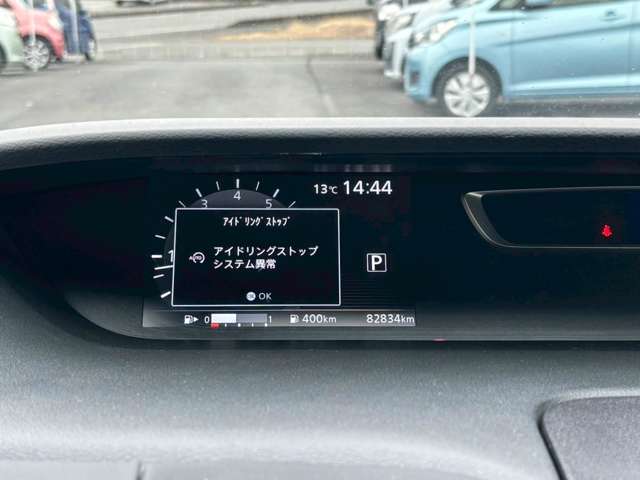 13℃ 14:44
3 4 5
ｱｲﾄﾞﾘﾝｸﾞｽﾄｯﾌﾟ
アイドリングストップ
システム異常
OK
P
1
0 1 400km 82834km